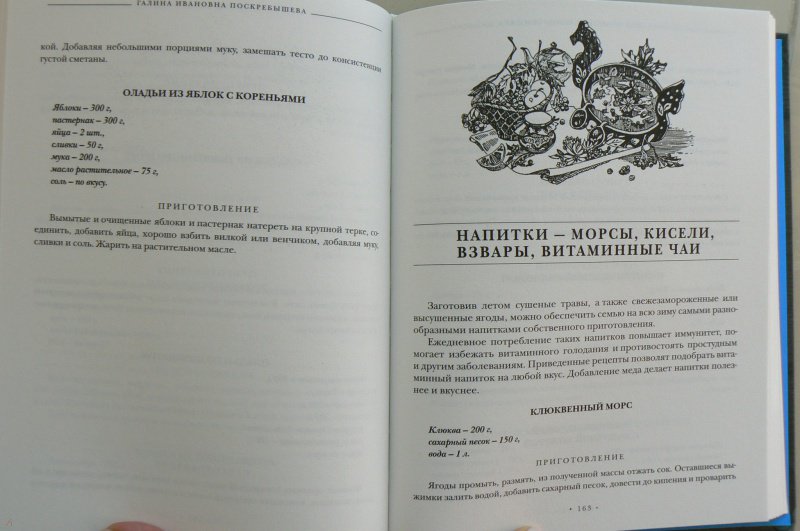 ГАЛИНА ИВАНОВНА ПОСКРЕБЫШЕВА
кой. Добавляя небольшими порциями муку, замешать тесто до консистенции
густой сметаны.
ОЛАДЬИ ИЗ ЯБЛОК С КОРЕНЬЯМИ
Яблоки – 300 г,
пастернак – 300 г,
яйца – 2 шт.,
сливки – 50 г,
мука – 200 г,
масло растительное – 75 г,
соль – по вкусу.
ПРИГОТОВЛЕНИЕ
Вымытые и очищенные яблоки и пастернак натереть на крупной терке, со-
единить, добавить яйца, хорошо взбить вилкой или венчиком, добавляя муку,
сливки и соль. Жарить на растительном масле.
НАПИТКИ — МОРСЫ, КИСЕЛИ,
ВЗВАРЫ, ВИТАМИННЫЕ ЧАИ
Заготовив летом сушеные травы, а также свежезамороженные или
высушенные ягоды, можно обеспечить семью на всю зиму самыми разно-
образными напитками собственного приготовления.
Ежедневное потребление таких напитков повышает иммунитет, по-
могает избежать витаминного голодания и противостоять простудным
и другим заболеваниям. Приведенные рецепты позволят подобрать вита-
минный напиток на любой вкус. Добавление меда делает напитки полез-
нее и вкуснее.
КЛЮКВЕННЫЙ МОРС
Клюква – 200 г,
сахарный песок – 150 г,
вода – 1 л.
ПРИГОТОВЛЕНИЕ
Ягоды промыть, размять, из полученной массы отжать сок. Оставшиеся вы-
жимки залить водой, добавить сахарный песок, довести до кипения и проварить
• 163 •